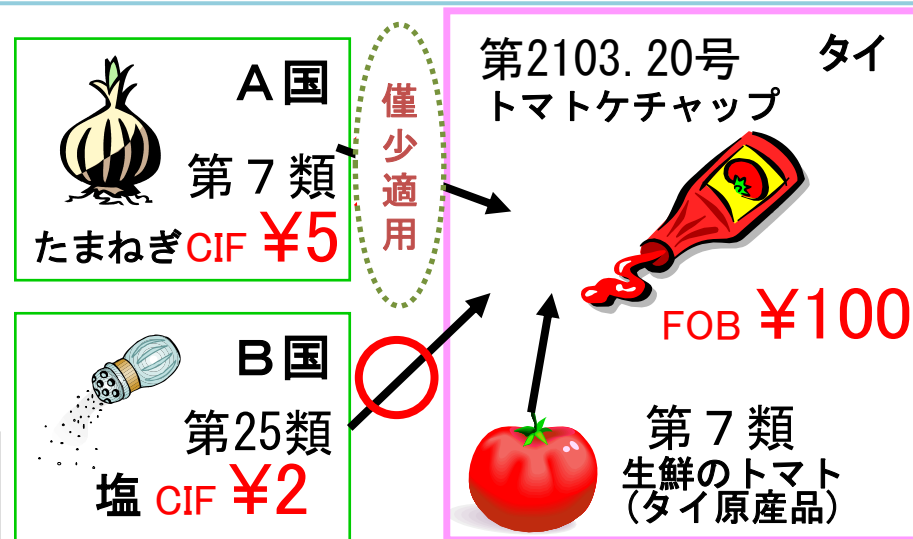 A国
第7類
たまねぎ CIF ¥5
僅少適用
B国
第25類
塩 CIF ¥2
第2103.20号 タイ
トマトケチャップ
FOB ¥100
第7類
生鮮のトマト
(タイ原産品)